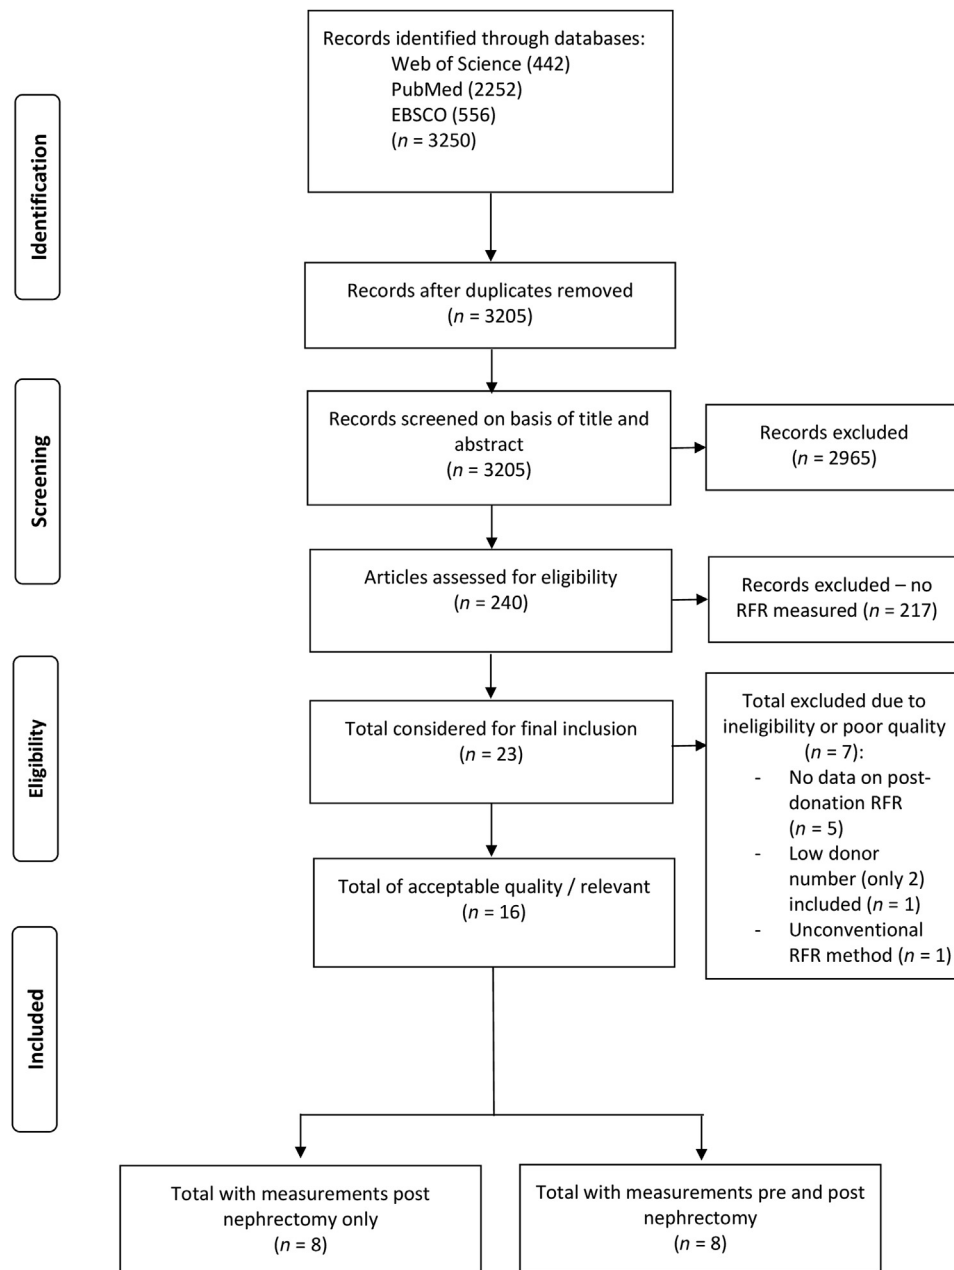 Records identified through databases:
Web of Science (442)
PubMed (2252)
EBSCO (556)
(n = 3250)
Identification
Records after duplicates removed
(n = 3205)
Screening
Records screened on basis of title and
abstract
(n = 3205)
Records excluded
(n = 2965)
Articles assessed for eligibility
(n = 240)
Records excluded – no
RFR measured (n = 217)
Eligibility
Total considered for final inclusion
(n = 23)
Total excluded due to
ineligibility or poor quality
(n = 7):
- No data on post-
donation RFR
(n = 5)
- Low donor
number (only 2)
included (n = 1)
- Unconventional
RFR method (n = 1)
Total of acceptable quality / relevant
(n = 16)
Included
Total with measurements post
nephrectomy only
(n = 8)
Total with measurements pre and post
nephrectomy
(n = 8)